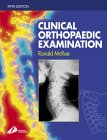 FIFTH EDITION
CLINICAL
ORTHOPAEDIC
EXAMINATION
Ronald McRae